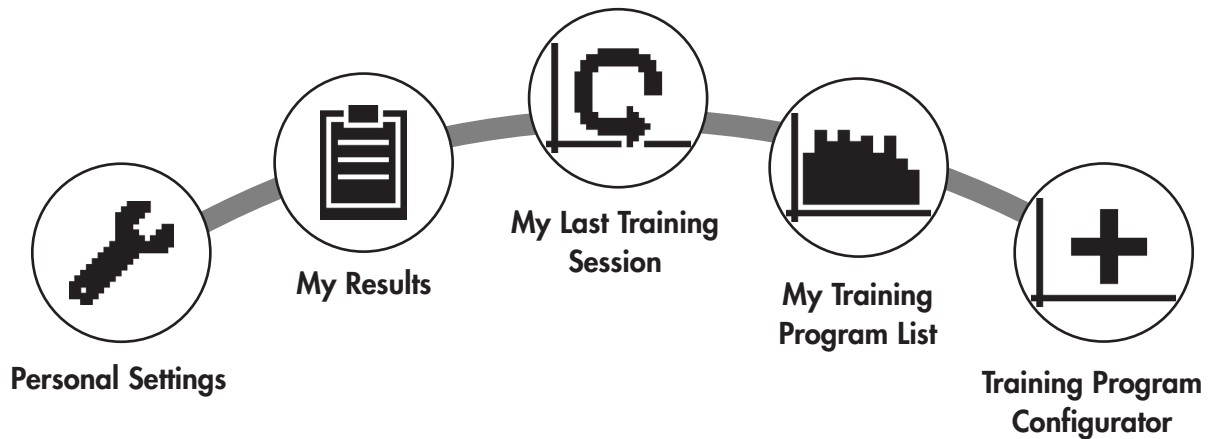 Personal Settings
My Results
My Last Training
Session
My Training
Program List
Training Program
Configurator